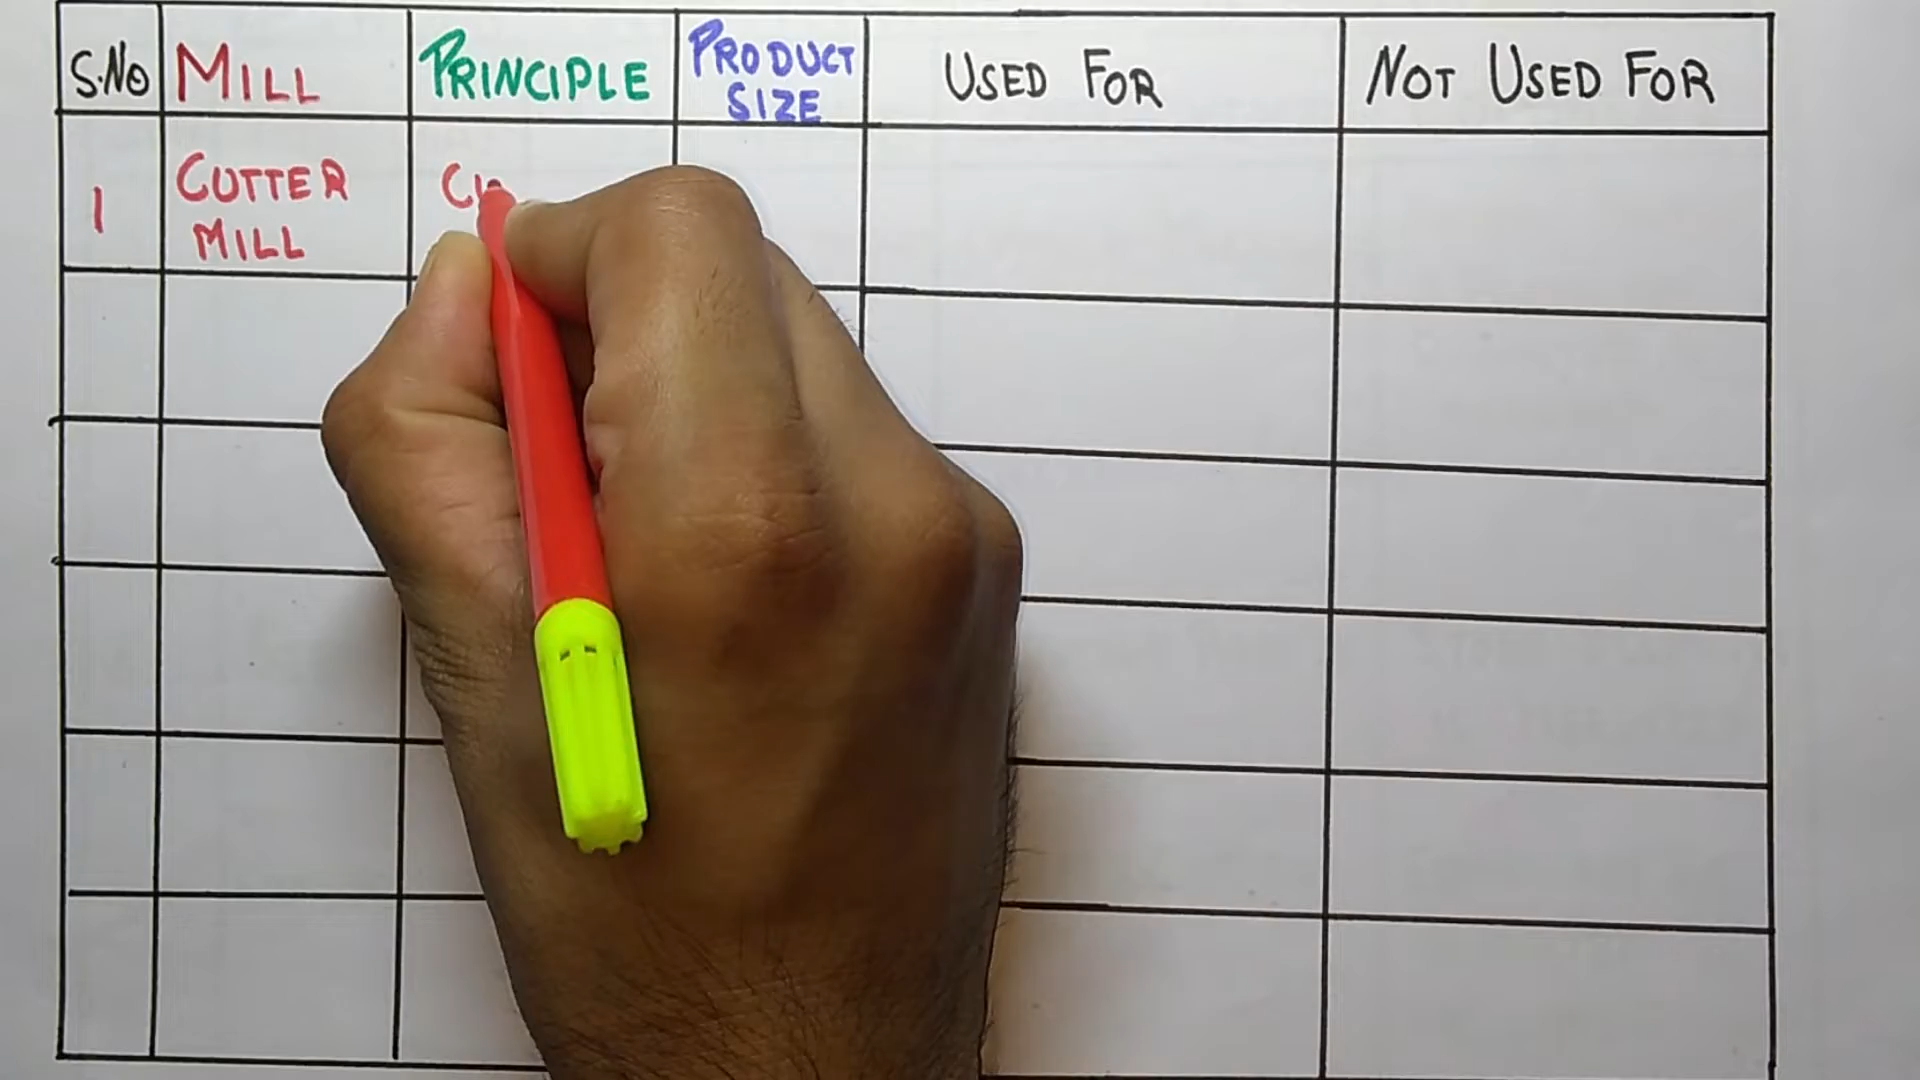 S.No MILL PRINCIPLE PRODUCT SIZE USED FOR NOT USED FOR
1 CUTTER MILL